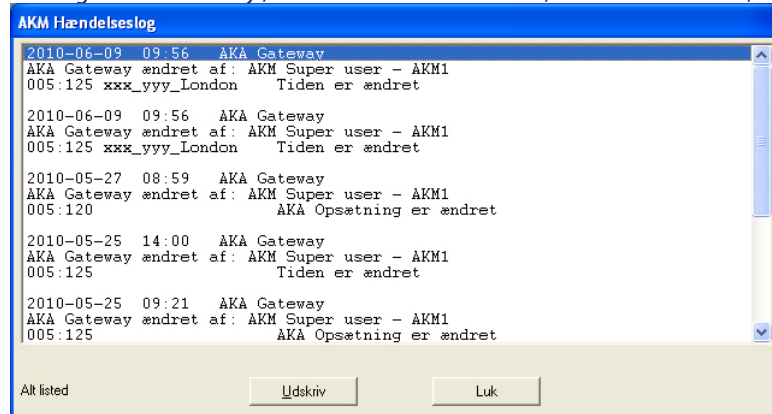 AKM Hændelseslog
2010-06-09 09:56 AKA Gateway
AKA Gateway ændret af: AKM Super user - AKM1
005:125 xxx_yyy_London Tiden er ændret
2010-06-09 09:56 AKA Gateway
AKA Gateway ændret af: AKM Super user - AKM1
005:125 xxx_yyy_London Tiden er ændret
2010-05-27 08:59 AKA Gateway
AKA Gateway ændret af: AKM Super user - AKM1
005:120 AKA Opsætning er ændret
2010-05-25 14:00 AKA Gateway
AKA Gateway ændret af: AKM Super user - AKM1
005:125 Tiden er ændret
2010-05-25 09:21 AKA Gateway
AKA Gateway ændret af: AKM Super user - AKM1
005:125 AKA Opsætning er ændret
Alt listed Udskriv Luk